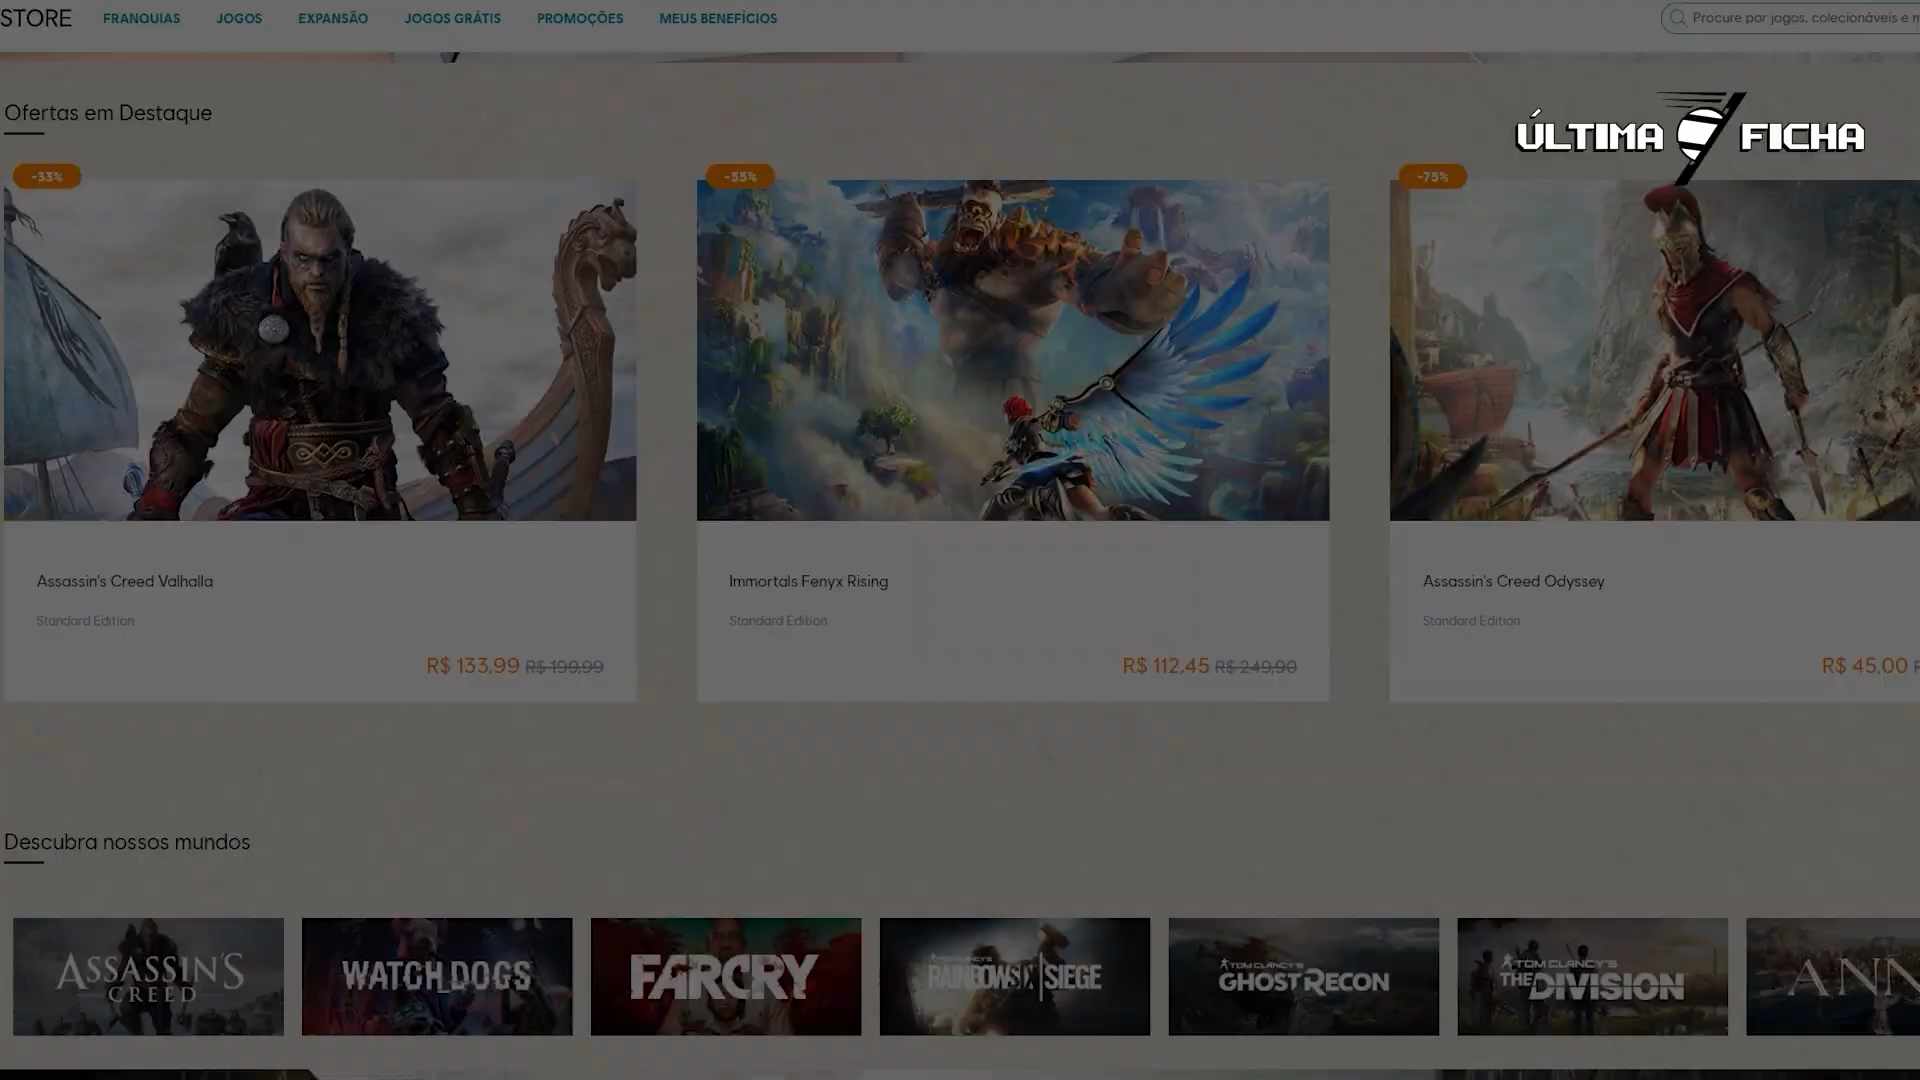 STORE FRANQUIAS JOGOS EXPANSÃO JOGOS GRÁTIS PROMOÇÕES MEUS BENEFÍCIOS Procure por jogos, colecionáveis e
Ofertas em Destaque
ÚLTIMA FICHA
-33% -55% -75%
Assassin's Creed Valhalla
Standard Edition
R$ 133,99 R$ 199,99
Immortals Fenyx Rising
Standard Edition
R$ 112,45 R$ 249,90
Assassin's Creed Odyssey
Standard Edition
R$ 45,00
Descubra nossos mundos
ASSASSIN'S
CREED
WATCH DOGS
FARCRY
TOM CLANCY'S
RAINBOW SIX | SIEGE
TOM CLANCY'S
GHOST RECON
TOM CLANCY'S
THE DIVISION